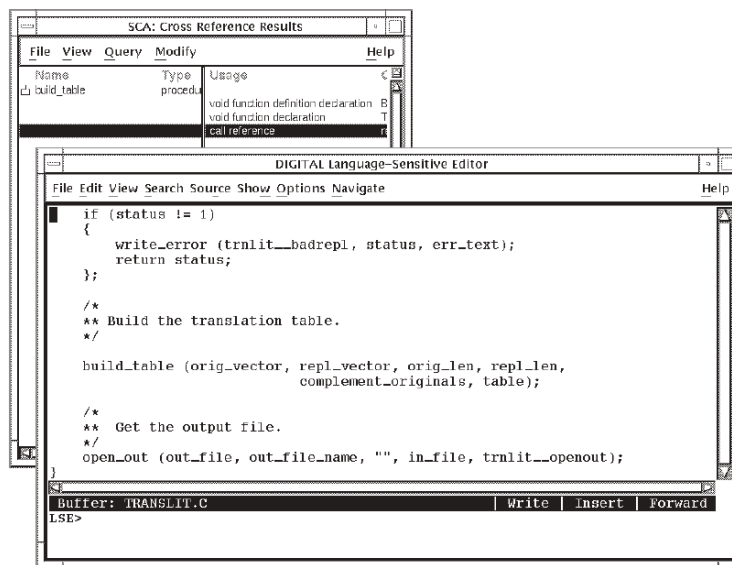 SCA: Cross Reference Results
File View Query Modify Help
Name Type Usage
build_table procedu
void function definition declaration B
void function declaration T
call reference
DIGITAL Language-Sensitive Editor
File Edit View Search Source Show Options Navigate Help
if (status != 1)
{
write_error (trnlit__badrepl, status, err_text);
return status;
};
/*
** Build the translation table.
*/
build_table (orig_vector, repl_vector, orig_len, repl_len,
complement_originals, table);
/*
** Get the output file.
*/
open_out (out_file, out_file_name, "", in_file, trnlit__openout);
}
Buffer: TRANSLIT.C | Write | Insert | Forward
LSE>